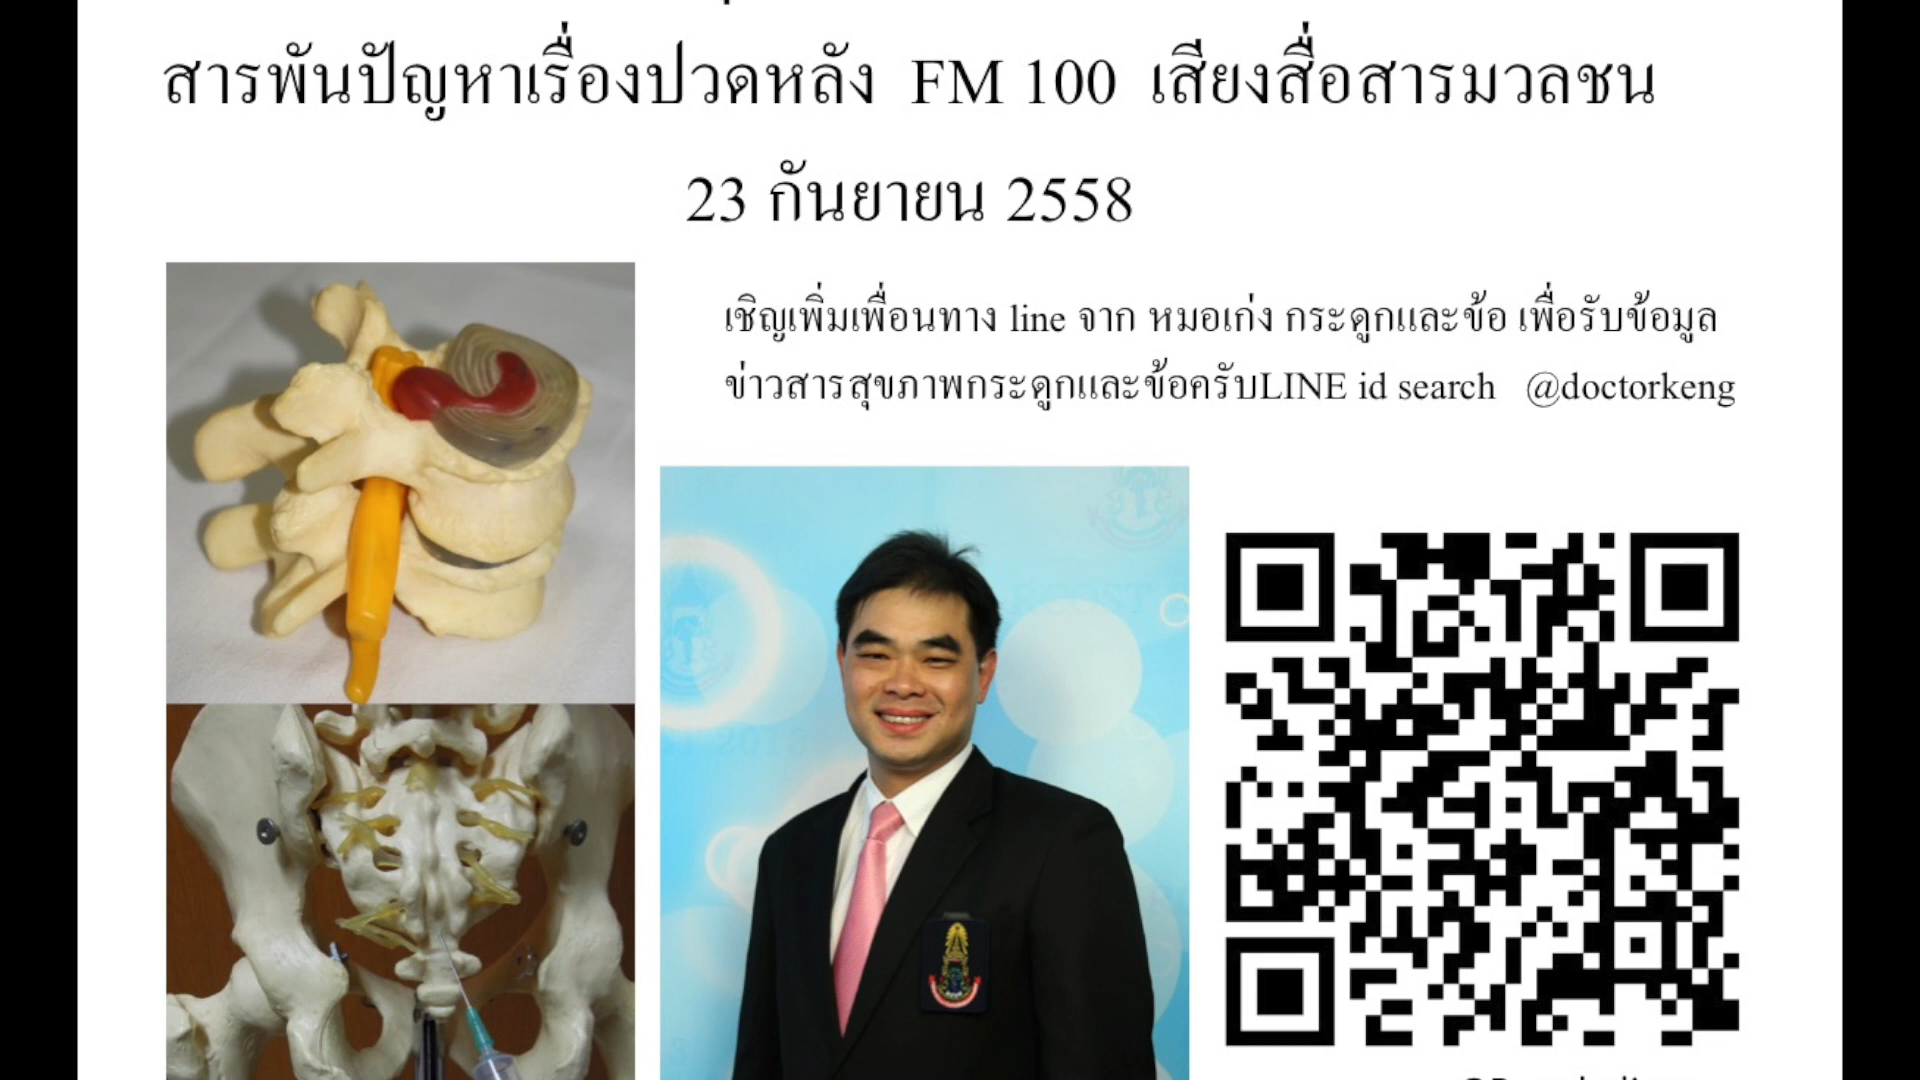 สารพันปัญหาเรื่องปวดหลัง FM 100 เสียงสื่อสารมวลชน
23 กันยายน 2558
เชิญเพิ่มเพื่อนทาง line จาก หมอเก่ง กระดูกและข้อ เพื่อรับข้อมูล
ข่าวสารสุขภาพกระดูกและข้อครับLINE id search @doctorkeng